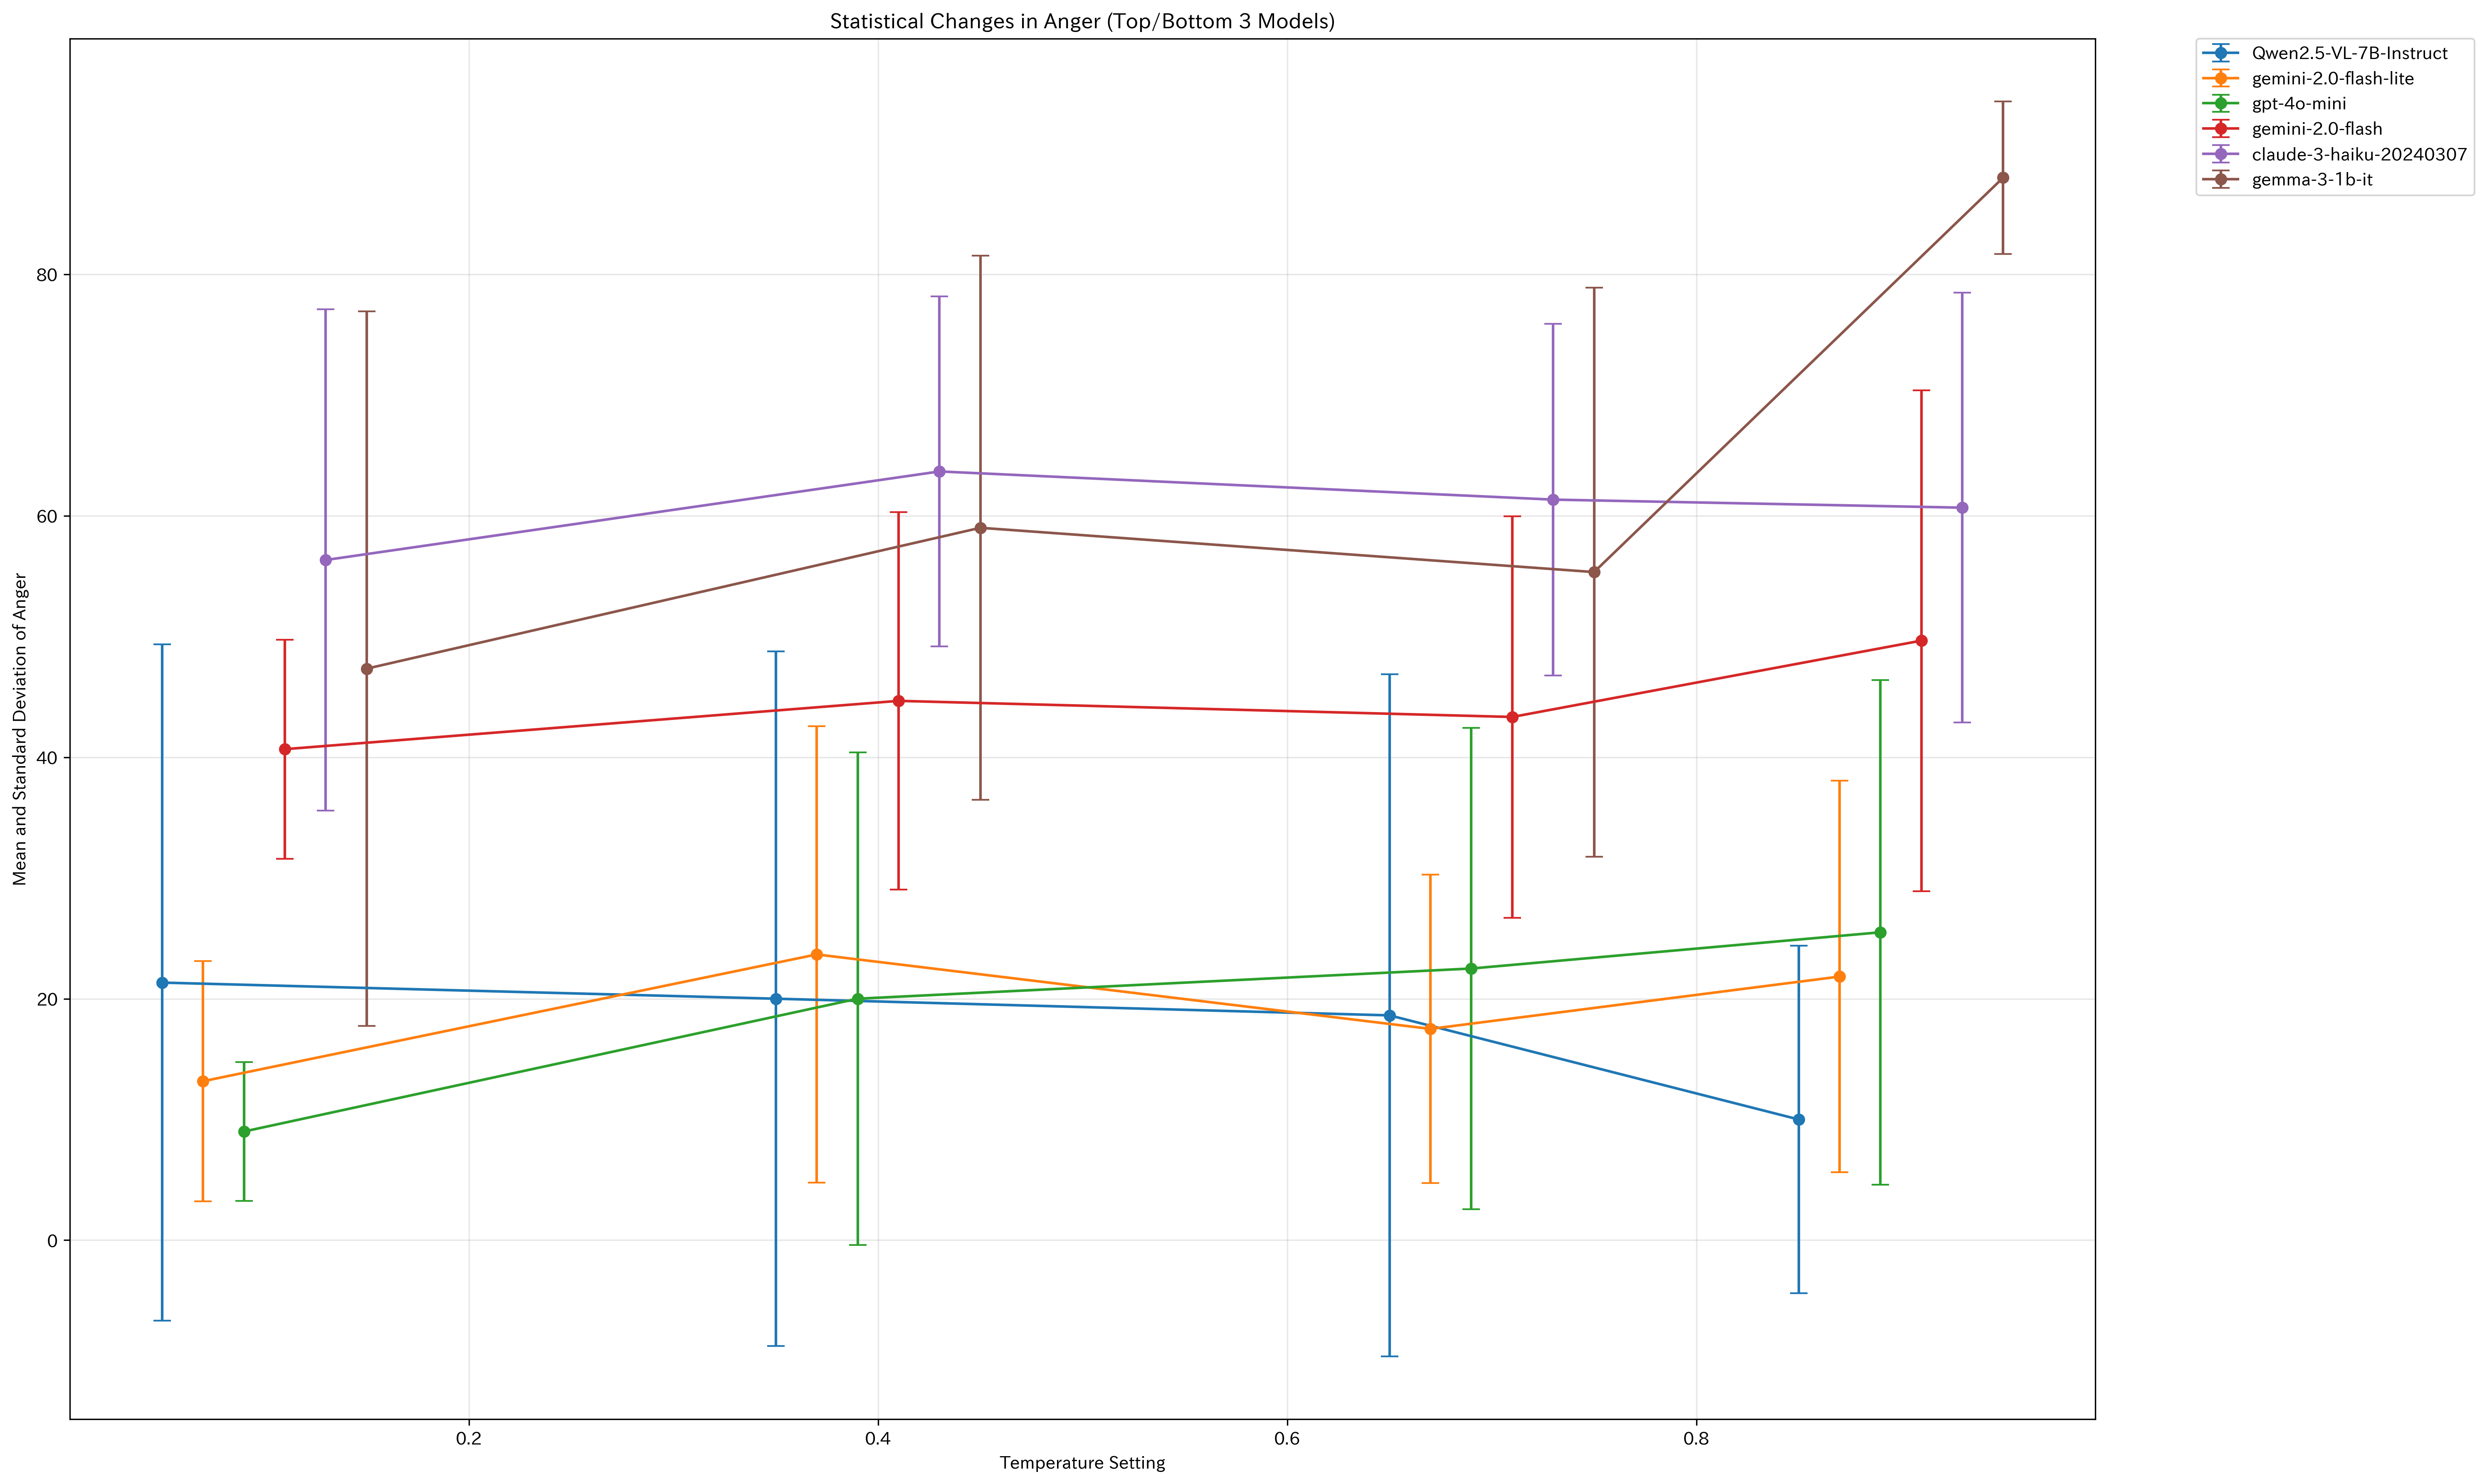 Statistical Changes in Anger (Top/Bottom 3 Models)
Qwen2.5-VL-7B-Instruct
gemini-2.0-flash-lite
gpt-4o-mini
gemini-2.0-flash
claude-3-haiku-20240307
gemma-3-1b-it
Mean and Standard Deviation of Anger
80
60
40
20
0
0.2
0.4
0.6
0.8
Temperature Setting